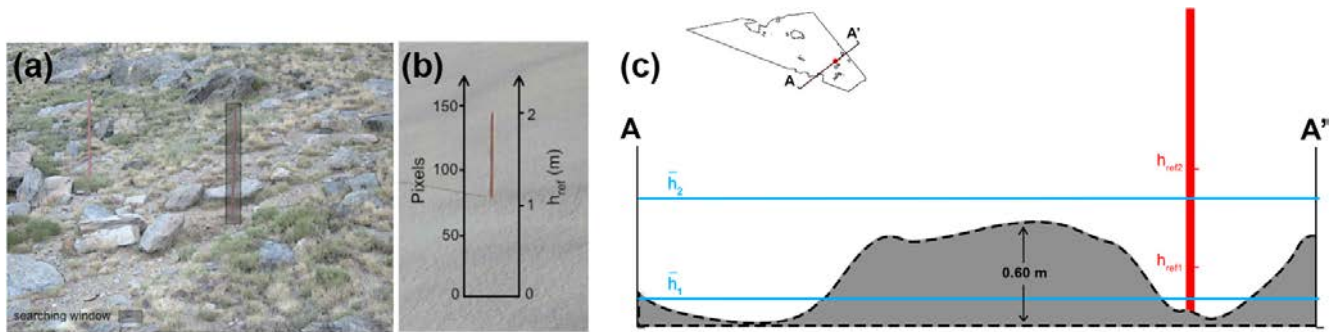 (a)
searching window
(b)
Pixels
150
100
50
0
h_ref (m)
2
1
0
(c)
A
A'
A
A''
h̄₂
h̄₁
h_ref2
h_ref1
0.60 m